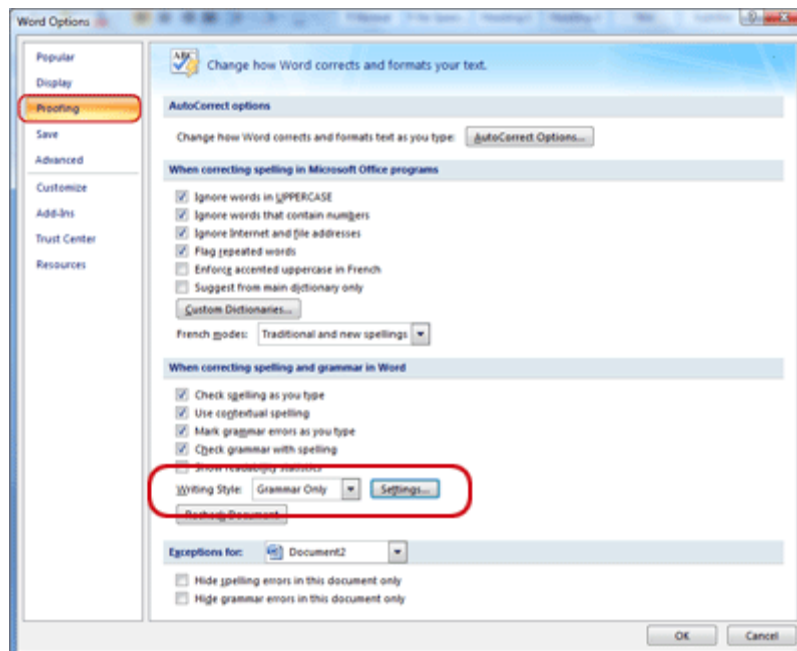 Word Options
Popular
Display
Proofing
Save
Advanced
Customize
Add-Ins
Trust Center
Resources
ABC
Change how Word corrects and formats your text.
AutoCorrect options
Change how Word corrects and formats text as you type: AutoCorrect Options...
When correcting spelling in Microsoft Office programs
Ignore words in UPPERCASE
Ignore words that contain numbers
Ignore Internet and file addresses
Flag repeated words
Enforce accented uppercase in French
Suggest from main dictionary only
Custom Dictionaries...
French modes: Traditional and new spellings
When correcting spelling and grammar in Word
Check spelling as you type
Use contextual spelling
Mark grammar errors as you type
Check grammar with spelling
Show readability statistics
Writing Style: Grammar Only Settings...
Recheck Document
Exceptions for: Document2
Hide spelling errors in this document only
Hide grammar errors in this document only
OK Cancel